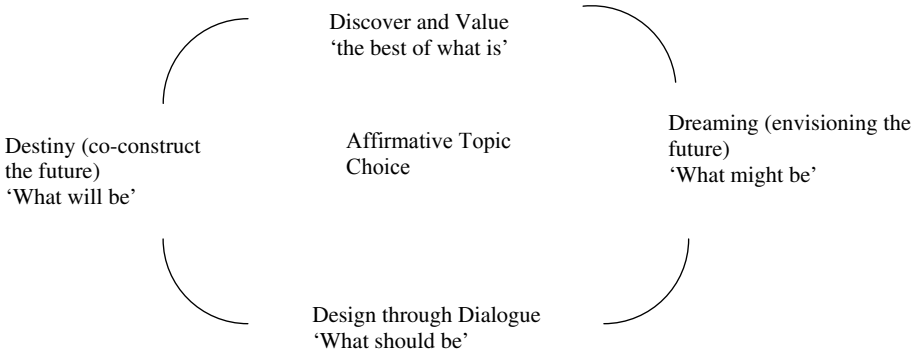 Discover and Value
‘the best of what is’
Dreaming (envisioning the
future)
‘What might be’
Affirmative Topic
Choice
Destiny (co-construct
the future)
‘What will be’
Design through Dialogue
‘What should be’